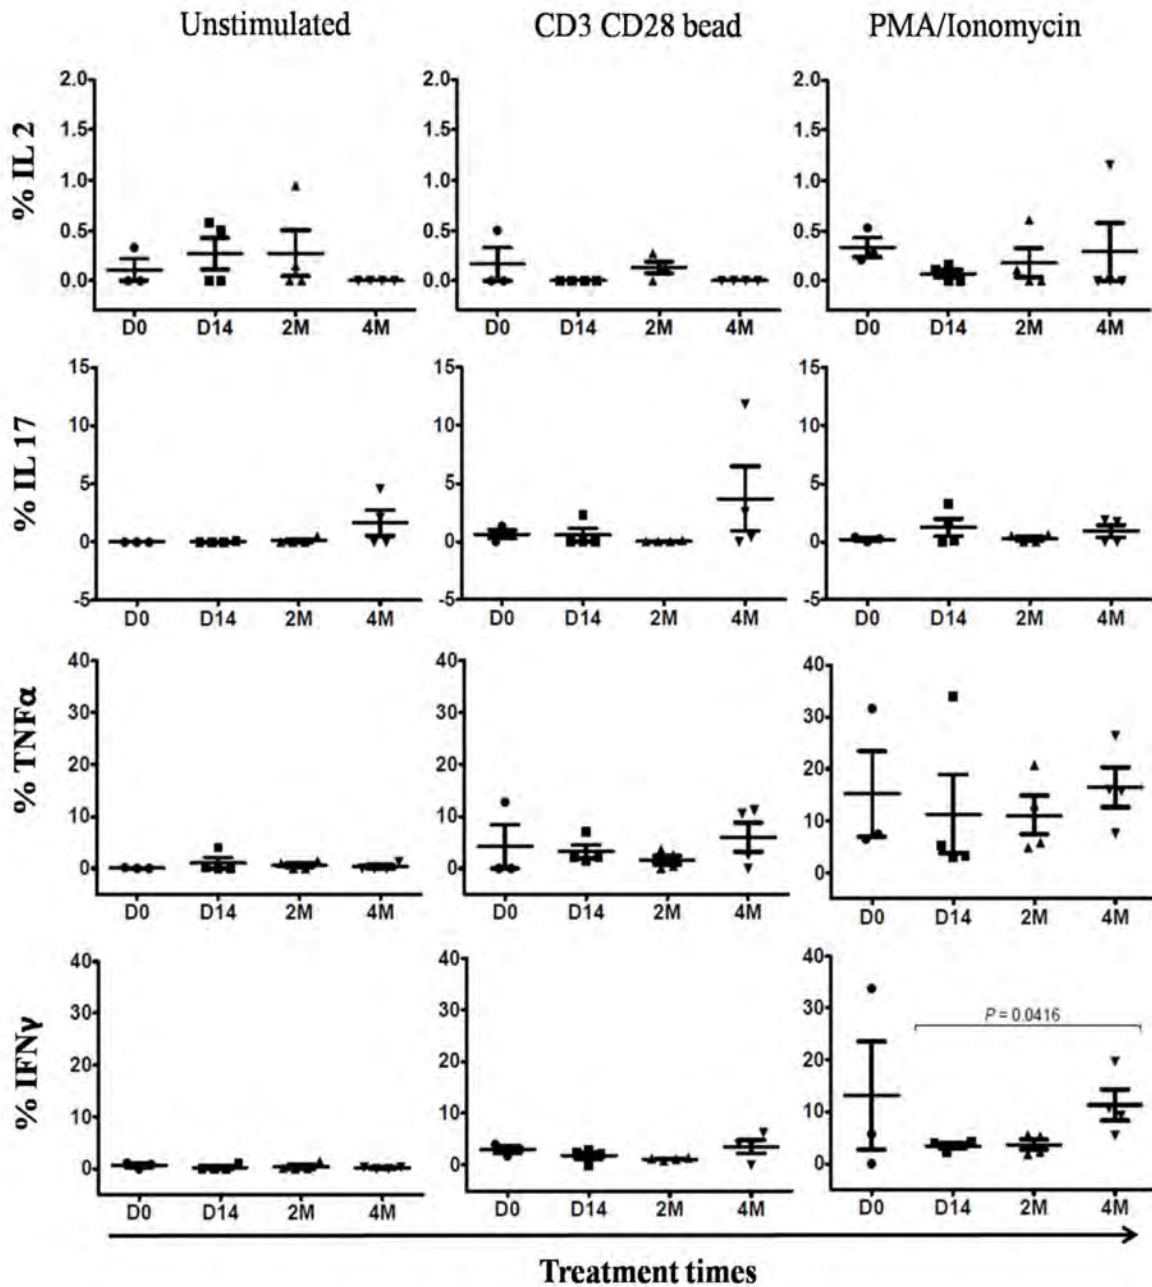 Unstimulated CD3 CD28 bead PMA/Ionomycin
% IL 2
2.0 2.0 2.0
1.5 1.5 1.5
1.0 1.0 1.0
0.5 0.5 0.5
0.0 0.0 0.0
D0 D14 2M 4M D0 D14 2M 4M D0 D14 2M 4M
% IL 17
15 15 15
10 10 10
5 5 5
0 0 0
-5 -5 -5
D0 D14 2M 4M D0 D14 2M 4M D0 D14 2M 4M
% TNFα
40 40 40
30 30 30
20 20 20
10 10 10
0 0 0
D0 D14 2M 4M D0 D14 2M 4M D0 D14 2M 4M
% IFNγ
40 40 40
30 30 30
P = 0.0416
20 20 20
10 10 10
0 0 0
D0 D14 2M 4M D0 D14 2M 4M D0 D14 2M 4M
Treatment times